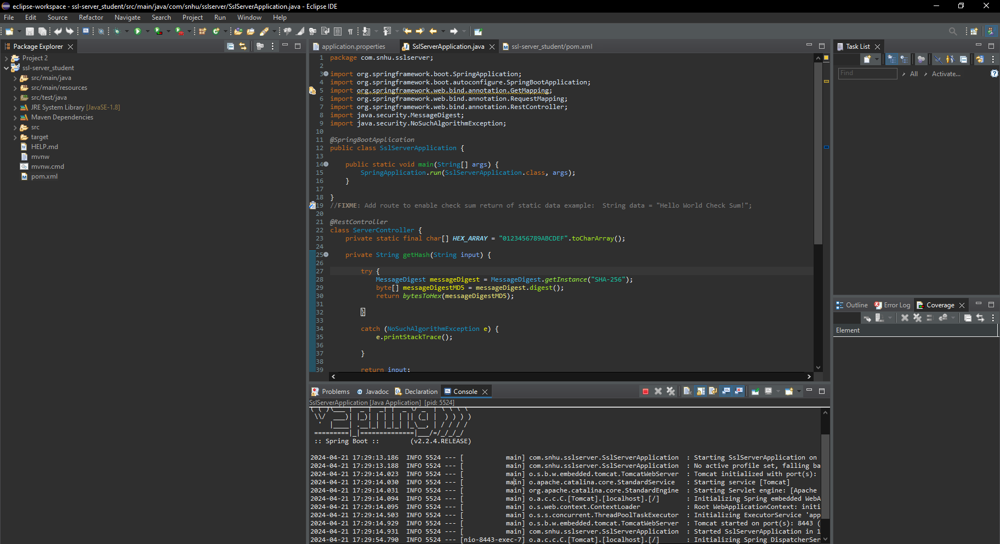 eclipse-workspace - ssl-server_student/src/main/java/com/snhu/sslserver/SslServerApplication.java - Eclipse IDE
File Edit Source Refactor Navigate Search Project Run Window Help
Package Explorer
Project 2
ssl-server_student
src/main/java
src/main/resources
src/test/java
JRE System Library [JavaSE-1.8]
Maven Dependencies
src
target
HELP.md
mvnw
mvnw.cmd
pom.xml
application.properties SslServerApplication.java ssl-server_student/pom.xml
1 package com.snhu.sslserver;
2
3 import org.springframework.boot.SpringApplication;
4 import org.springframework.boot.autoconfigure.SpringBootApplication;
5 import org.springframework.web.bind.annotation.GetMapping;
6 import org.springframework.web.bind.annotation.RequestMapping;
7 import org.springframework.web.bind.annotation.RestController;
8 import java.security.MessageDigest;
9 import java.security.NoSuchAlgorithmException;
10
11 @SpringBootApplication
12 public class SslServerApplication {
13
14 public static void main(String[] args) {
15 SpringApplication.run(SslServerApplication.class, args);
16 }
17
18 }
19 //FIXME: Add route to enable check sum return of static data example:  String data = "Hello World Check Sum!";
20
21 @RestController
22 class ServerController {
23 private static final char[] HEX_ARRAY = "0123456789ABCDEF".toCharArray();
24
25 private String getHash(String input) {
26
27 try {
28 MessageDigest messageDigest = MessageDigest.getInstance("SHA-256");
29 byte[] messageDigestMD5 = messageDigest.digest();
30 return bytesToHex(messageDigestMD5);
31
32 }
33
34 catch (NoSuchAlgorithmException e) {
35 e.printStackTrace();
36
37 }
38
39 return input;
Problems Javadoc Declaration Console
SslServerApplication [Java Application] [pid: 5524]
:: Spring Boot :: (v2.2.4.RELEASE)
2024-04-21 17:29:13.186 INFO 5524 --- [ main] com.snhu.sslserver.SslServerApplication : Starting SslServerApplication on
2024-04-21 17:29:13.188 INFO 5524 --- [ main] com.snhu.sslserver.SslServerApplication : No active profile set, falling ba
2024-04-21 17:29:14.023 INFO 5524 --- [ main] o.s.b.w.embedded.tomcat.TomcatWebServer : Tomcat initialized with port(s):
2024-04-21 17:29:14.030 INFO 5524 --- [ main] o.apache.catalina.core.StandardService : Starting service [Tomcat]
2024-04-21 17:29:14.031 INFO 5524 --- [ main] org.apache.catalina.core.StandardEngine : Starting Servlet engine: [Apache
2024-04-21 17:29:14.094 INFO 5524 --- [ main] o.a.c.c.C.[Tomcat].[localhost].[/] : Initializing Spring embedded WebA
2024-04-21 17:29:14.095 INFO 5524 --- [ main] o.s.web.context.ContextLoader : Root WebApplicationContext: initi
2024-04-21 17:29:14.503 INFO 5524 --- [ main] o.s.s.concurrent.ThreadPoolTaskExecutor : Initializing ExecutorService 'app
2024-04-21 17:29:14.929 INFO 5524 --- [ main] o.s.b.w.embedded.tomcat.TomcatWebServer : Tomcat started on port(s): 8443 (
2024-04-21 17:29:14.931 INFO 5524 --- [ main] com.snhu.sslserver.SslServerApplication : Started SslServerApplication in 1
2024-04-21 17:29:54.790 INFO 5524 --- [nio-8443-exec-7] o.a.c.c.C.[Tomcat].[localhost].[/] : Initializing Spring DispatcherSer
Task List
Find All Activate...
Outline Error Log Coverage
Element